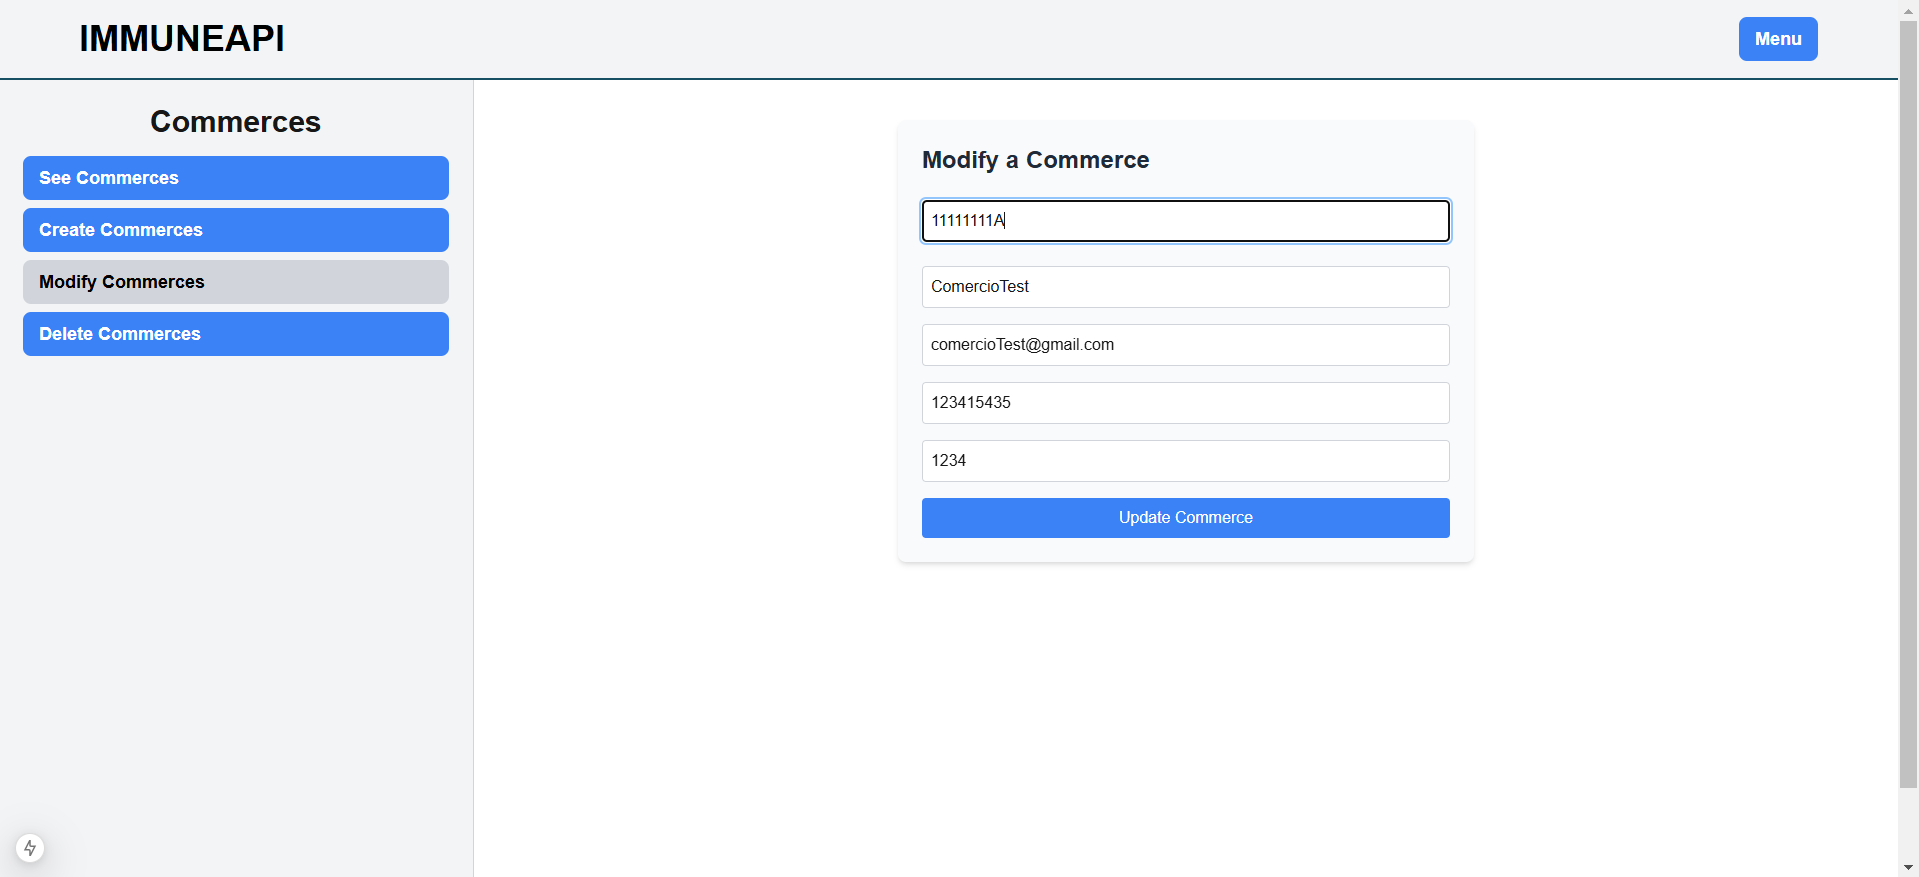 IMMUNEAPI
Menu
Commerces
See Commerces
Create Commerces
Modify Commerces
Delete Commerces
Modify a Commerce
11111111A
ComercioTest
comercioTest@gmail.com
123415435
1234
Update Commerce